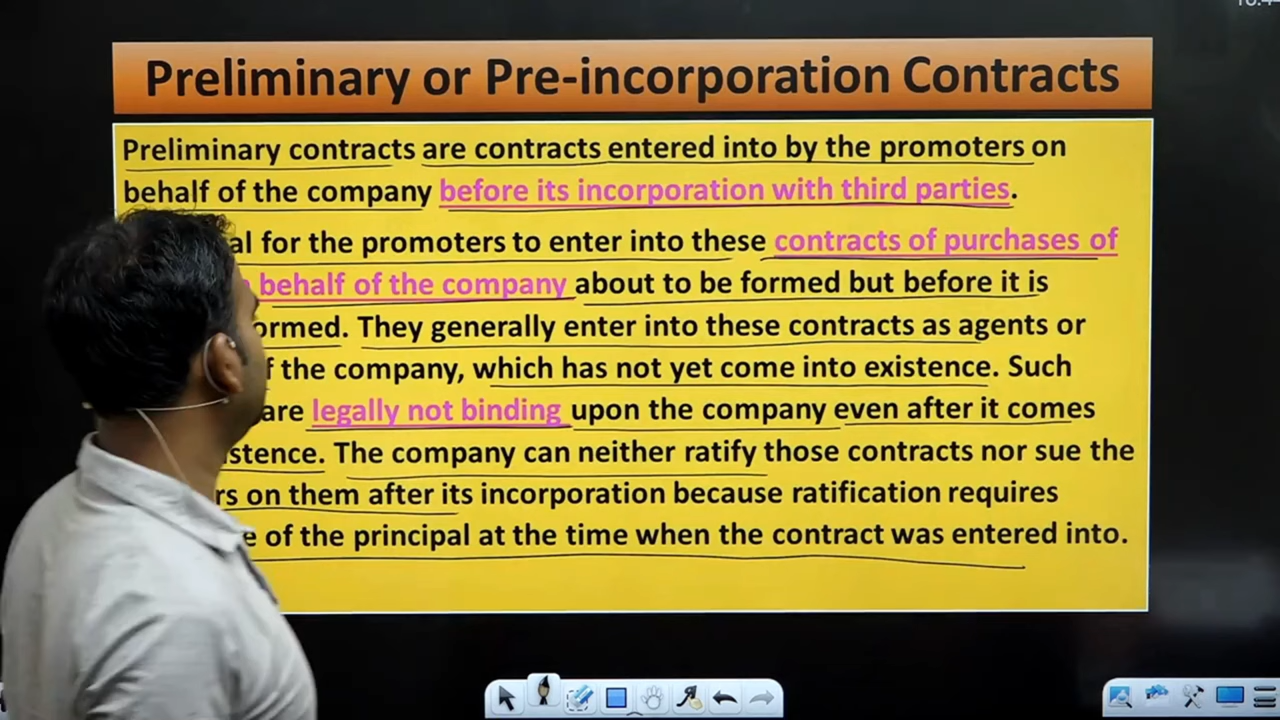 Preliminary or Pre-incorporation Contracts
Preliminary contracts are contracts entered into by the promoters on
behalf of the company before its incorporation with third parties.
for the promoters to enter into these contracts of purchases of
behalf of the company about to be formed but before it is
They generally enter into these contracts as agents or
the company, which has not yet come into existence. Such
are legally not binding upon the company even after it comes
The company can neither ratify those contracts nor sue the
on them after its incorporation because ratification requires
of the principal at the time when the contract was entered into.